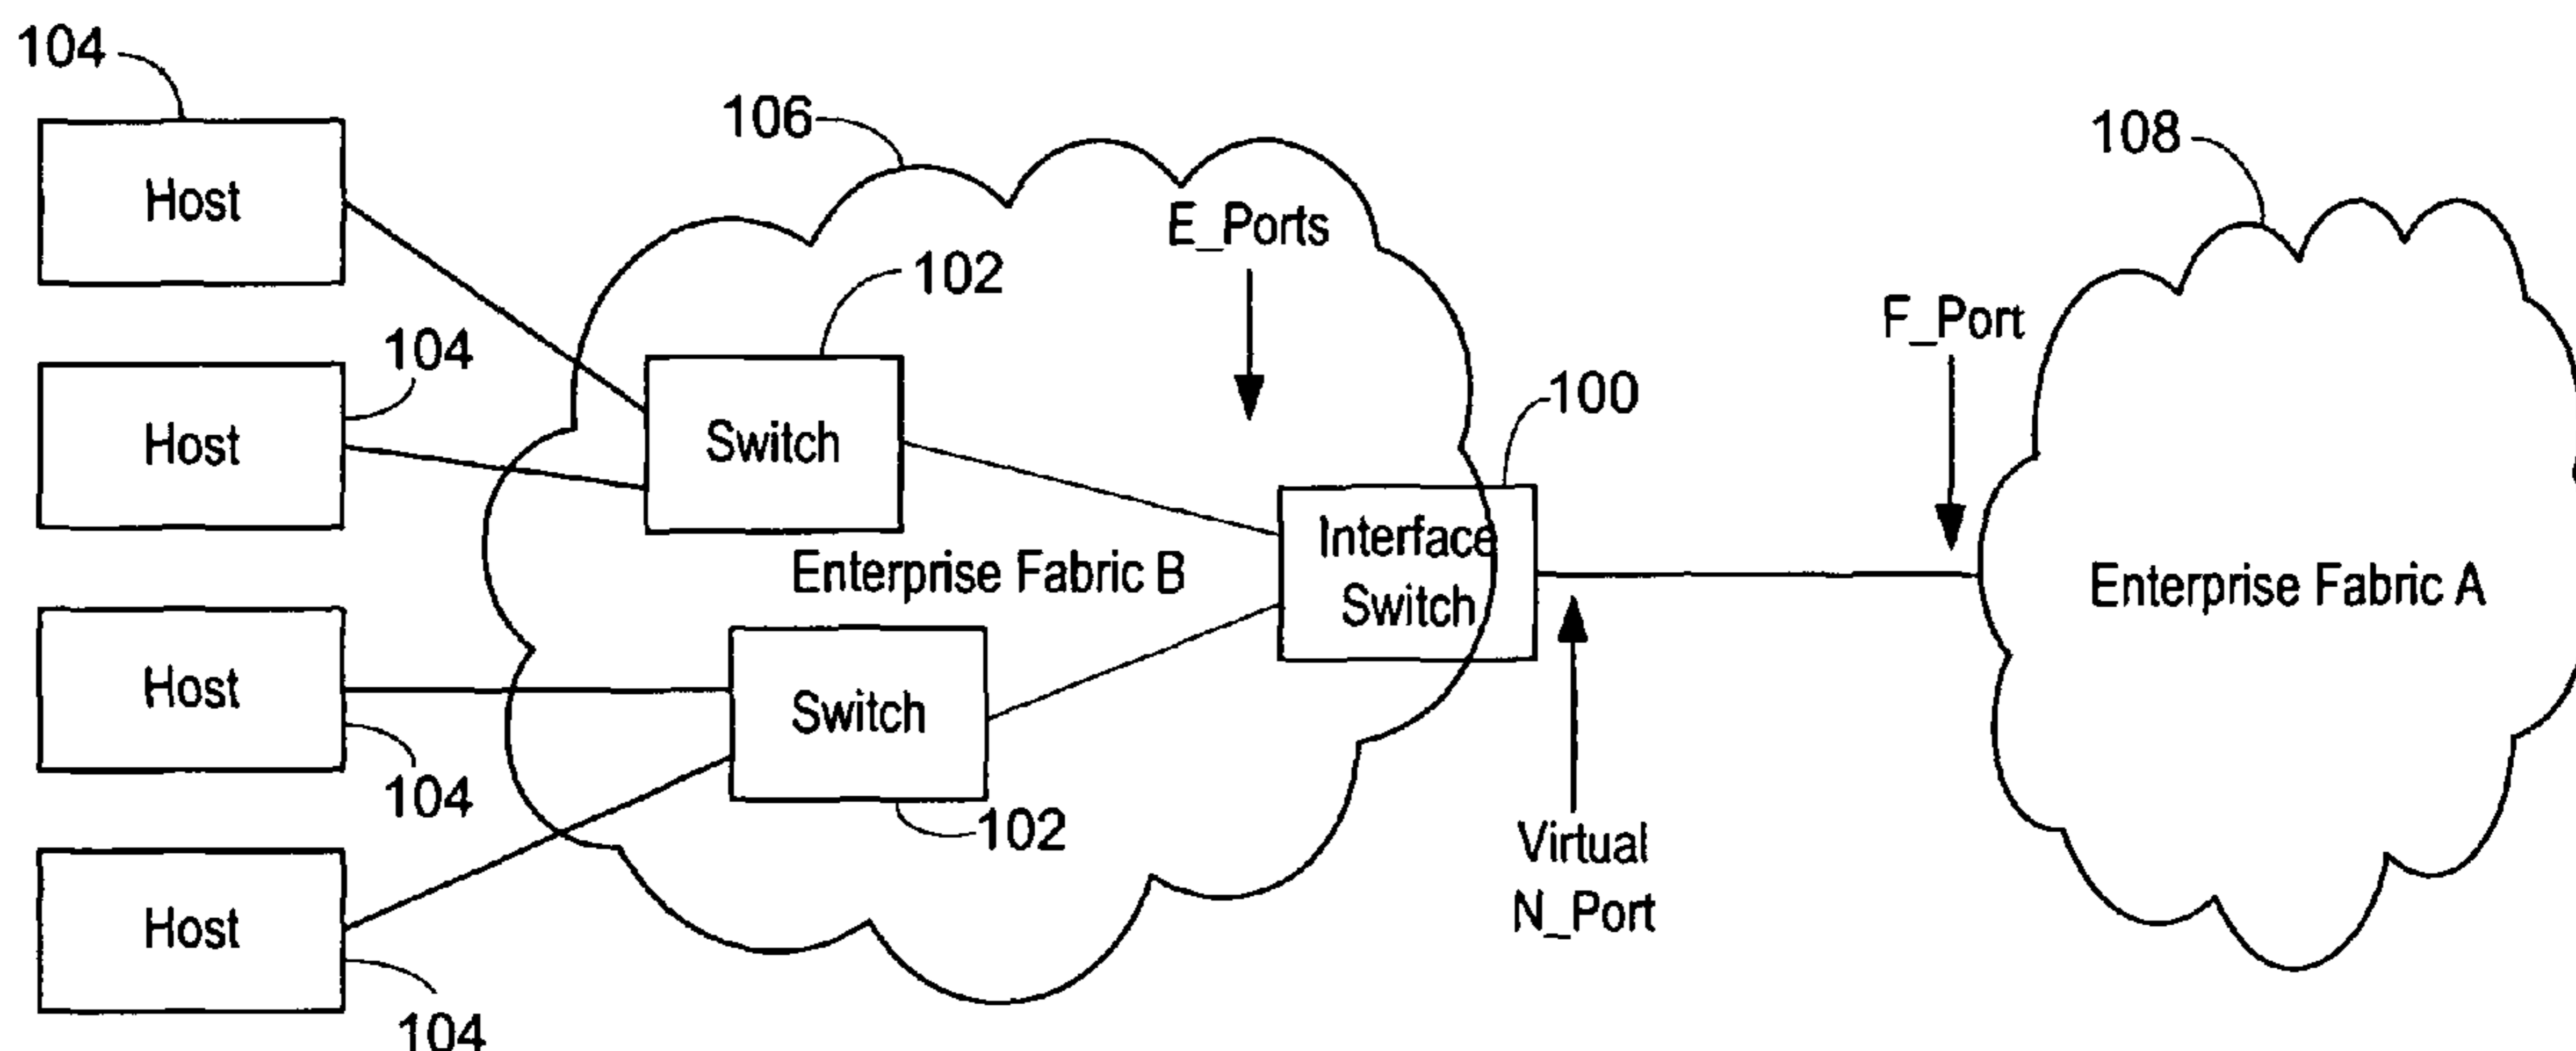 104
106
108
Host
E_Ports
102
F_Port
104
100
Host
Switch
Interface
Switch
Enterprise Fabric B
Enterprise Fabric A
Host
Switch
104
102
Virtual
N_Port
Host
104